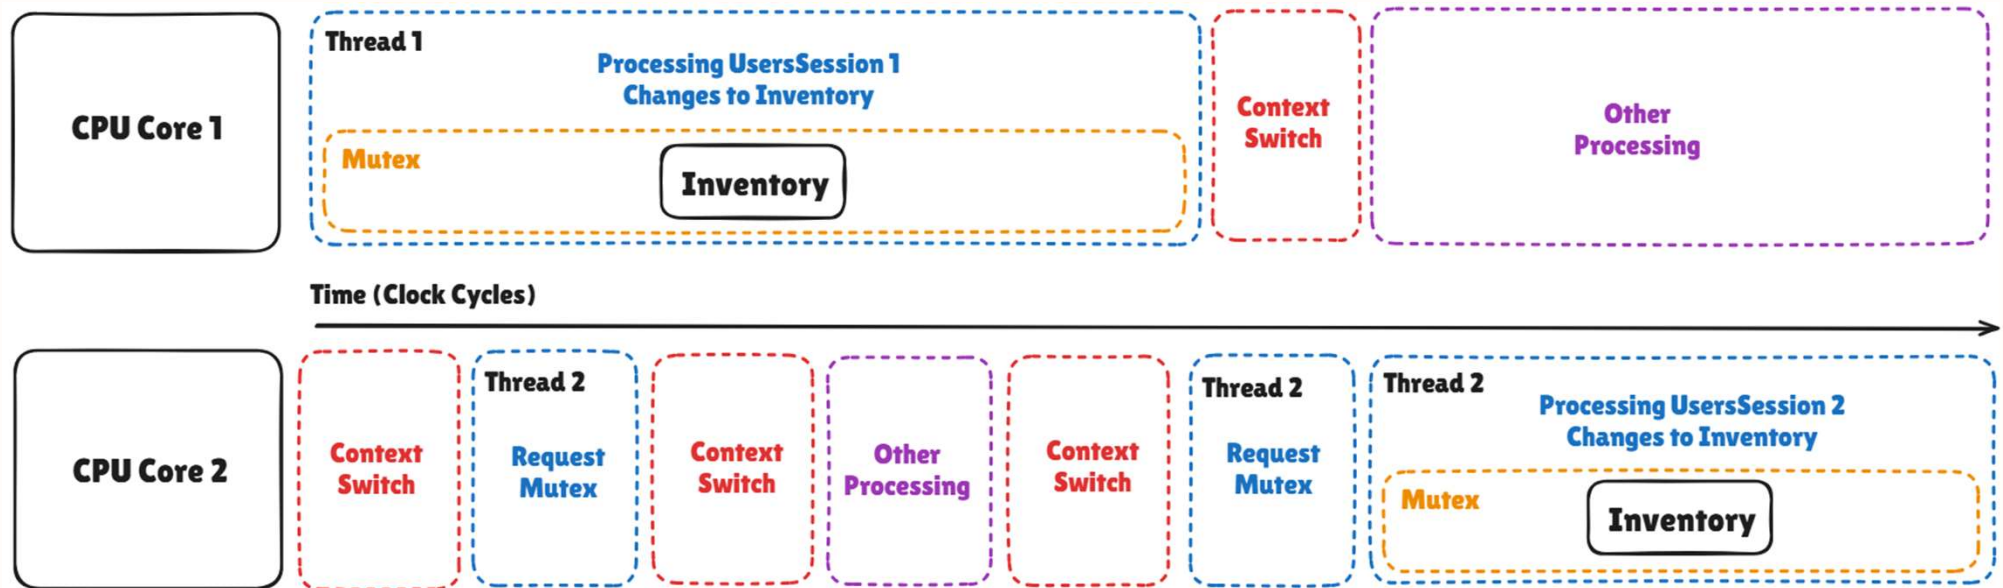 CPU Core 1
Thread 1
Processing UsersSession 1
Changes to Inventory
Mutex
Inventory
Context
Switch
Other
Processing
Time (Clock Cycles)
CPU Core 2
Context
Switch
Thread 2
Request
Mutex
Context
Switch
Other
Processing
Context
Switch
Thread 2
Request
Mutex
Thread 2
Processing UsersSession 2
Changes to Inventory
Mutex
Inventory